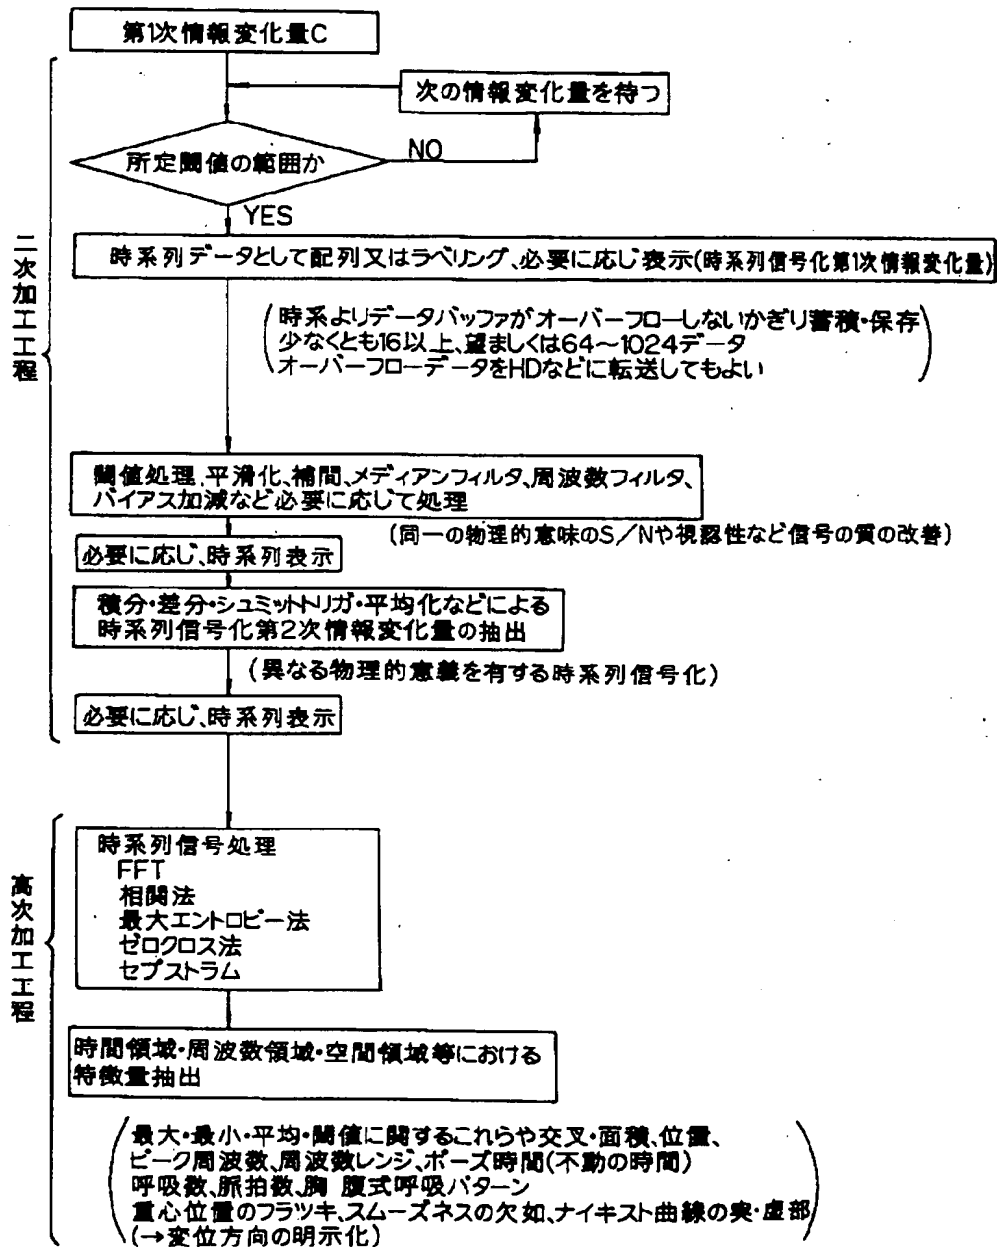 第1次情報変化量C
次の情報変化量を待つ
所定閾値の範囲か
NO
YES
二次加工工程
時系列データとして配列又はラベリング、必要に応じ表示(時系列信号化第1次情報変化量)
(時系よりデータバッファがオーバーフローしないかぎり蓄積・保存
少なくとも16以上、望ましくは64〜1024データ
オーバーフローデータをHDなどに転送してもよい)
閾値処理、平滑化、補間、メディアンフィルタ、周波数フィルタ、
バイアス加減など必要に応じて処理
(同一の物理的意味のS/Nや視認性など信号の質の改善)
必要に応じ、時系列表示
積分・差分・シュミットトリガ・平均化などによる
時系列信号化第2次情報変化量の抽出
(異なる物理的意義を有する時系列信号化)
必要に応じ、時系列表示
高次加工工程
時系列信号処理
FFT
相関法
最大エントロピー法
ゼロクロス法
セプストラム
時間領域・周波数領域・空間領域等における
特徴量抽出
(最大・最小・平均・閾値に関するこれらや交叉・面積、位置、
ピーク周波数、周波数レンジ、ポーズ時間(不動の時間)
呼吸数、脈拍数、胸 腹式呼吸パターン
重心位置のフラツキ、スムーズネスの欠如、ナイキスト曲線の実・虚部
(→変位方向の明示化))